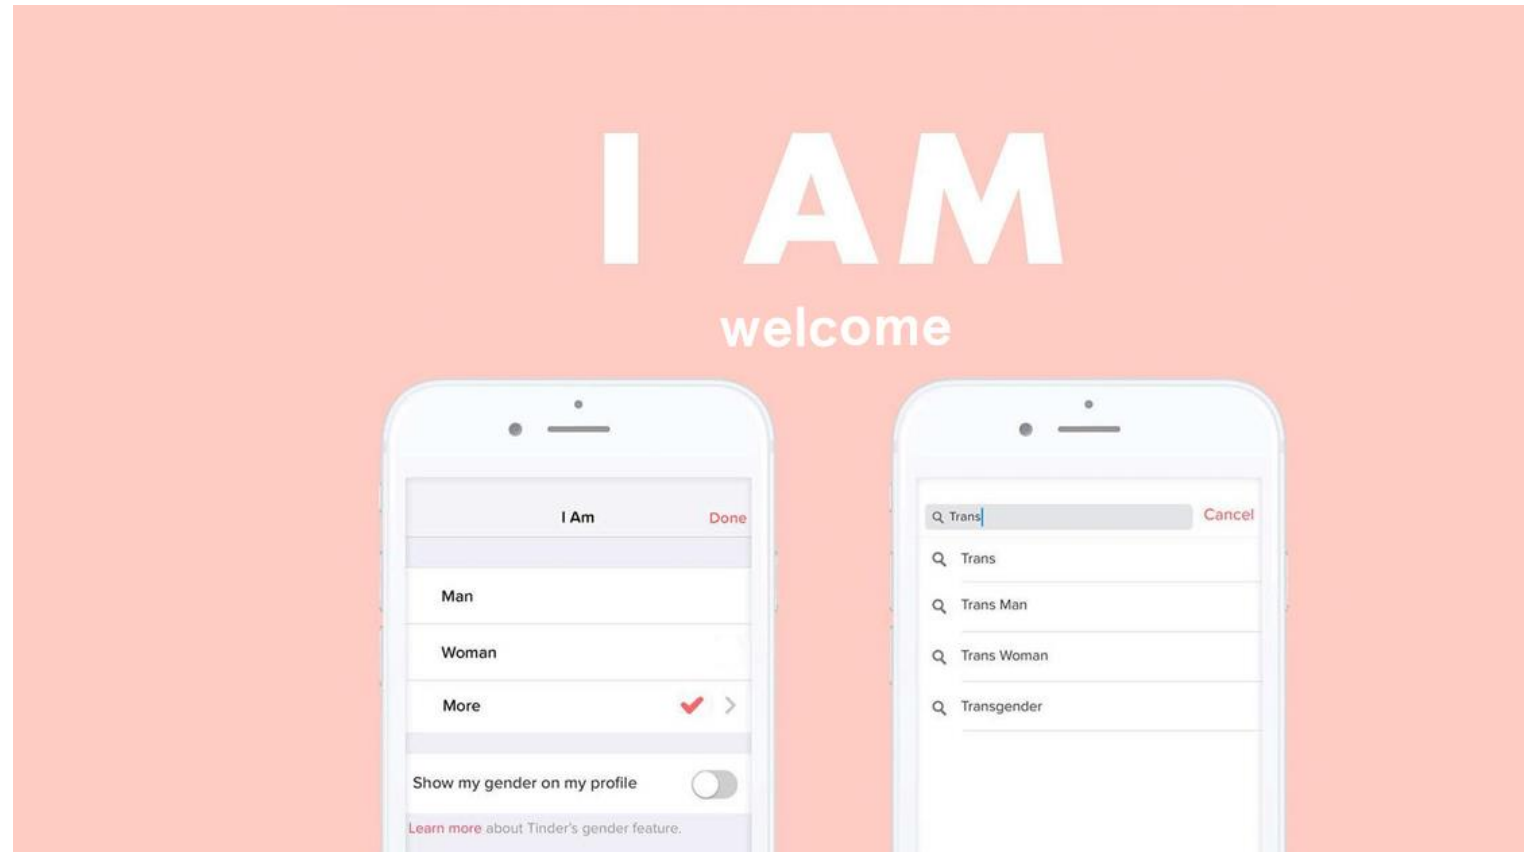 I AM
welcome
I Am
Done
Man
Woman
More
Show my gender on my profile
Learn more about Tinder's gender feature.
Trans
Cancel
Trans
Trans Man
Trans Woman
Transgender